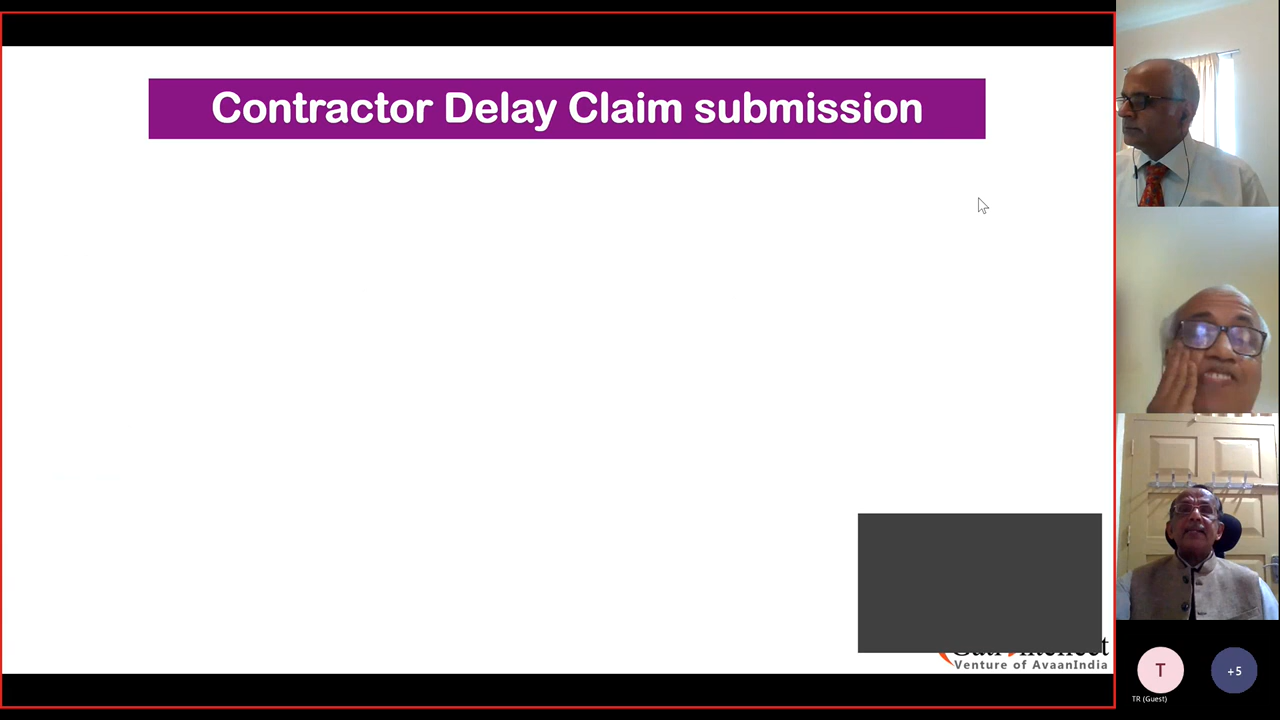 Contractor Delay Claim submission
Venture of AvaanIndia
T
+5
TR (Guest)